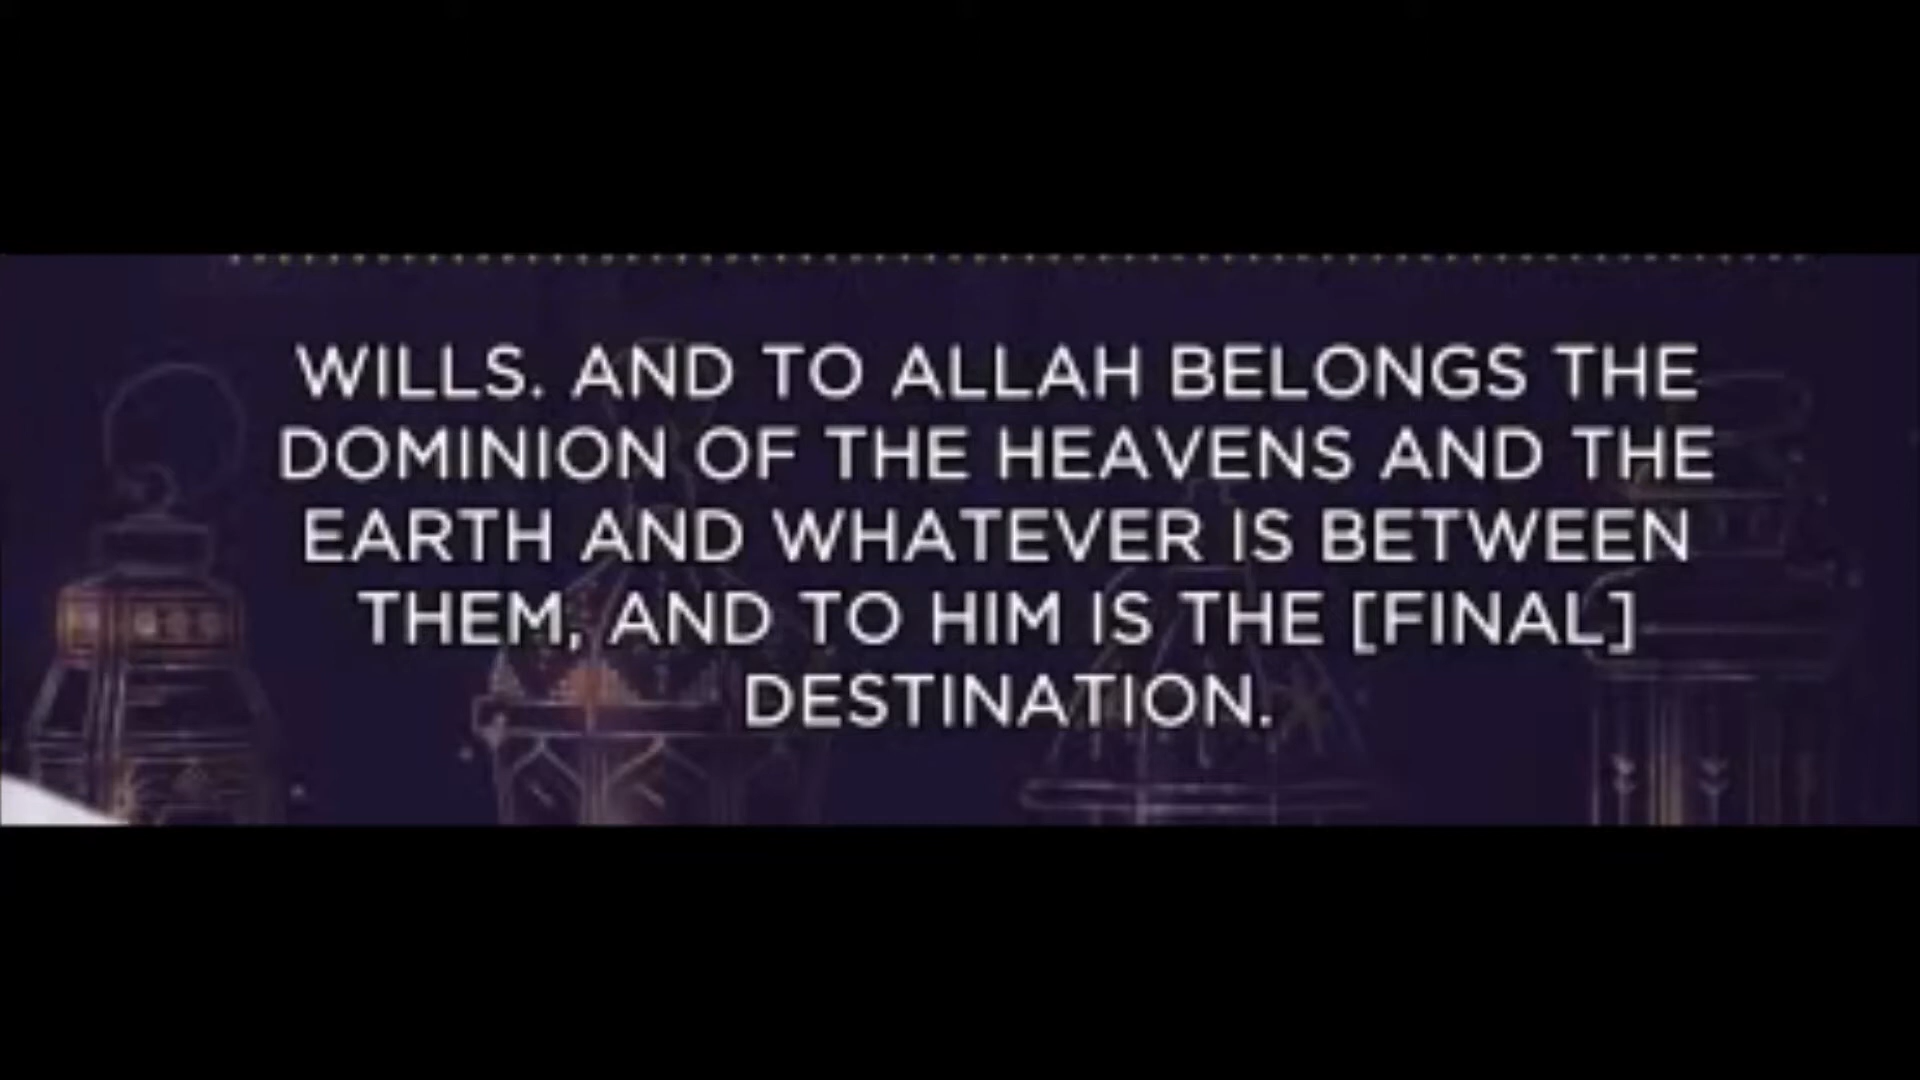 WILLS. AND TO ALLAH BELONGS THE
DOMINION OF THE HEAVENS AND THE
EARTH AND WHATEVER IS BETWEEN
THEM, AND TO HIM IS THE [FINAL]
DESTINATION.